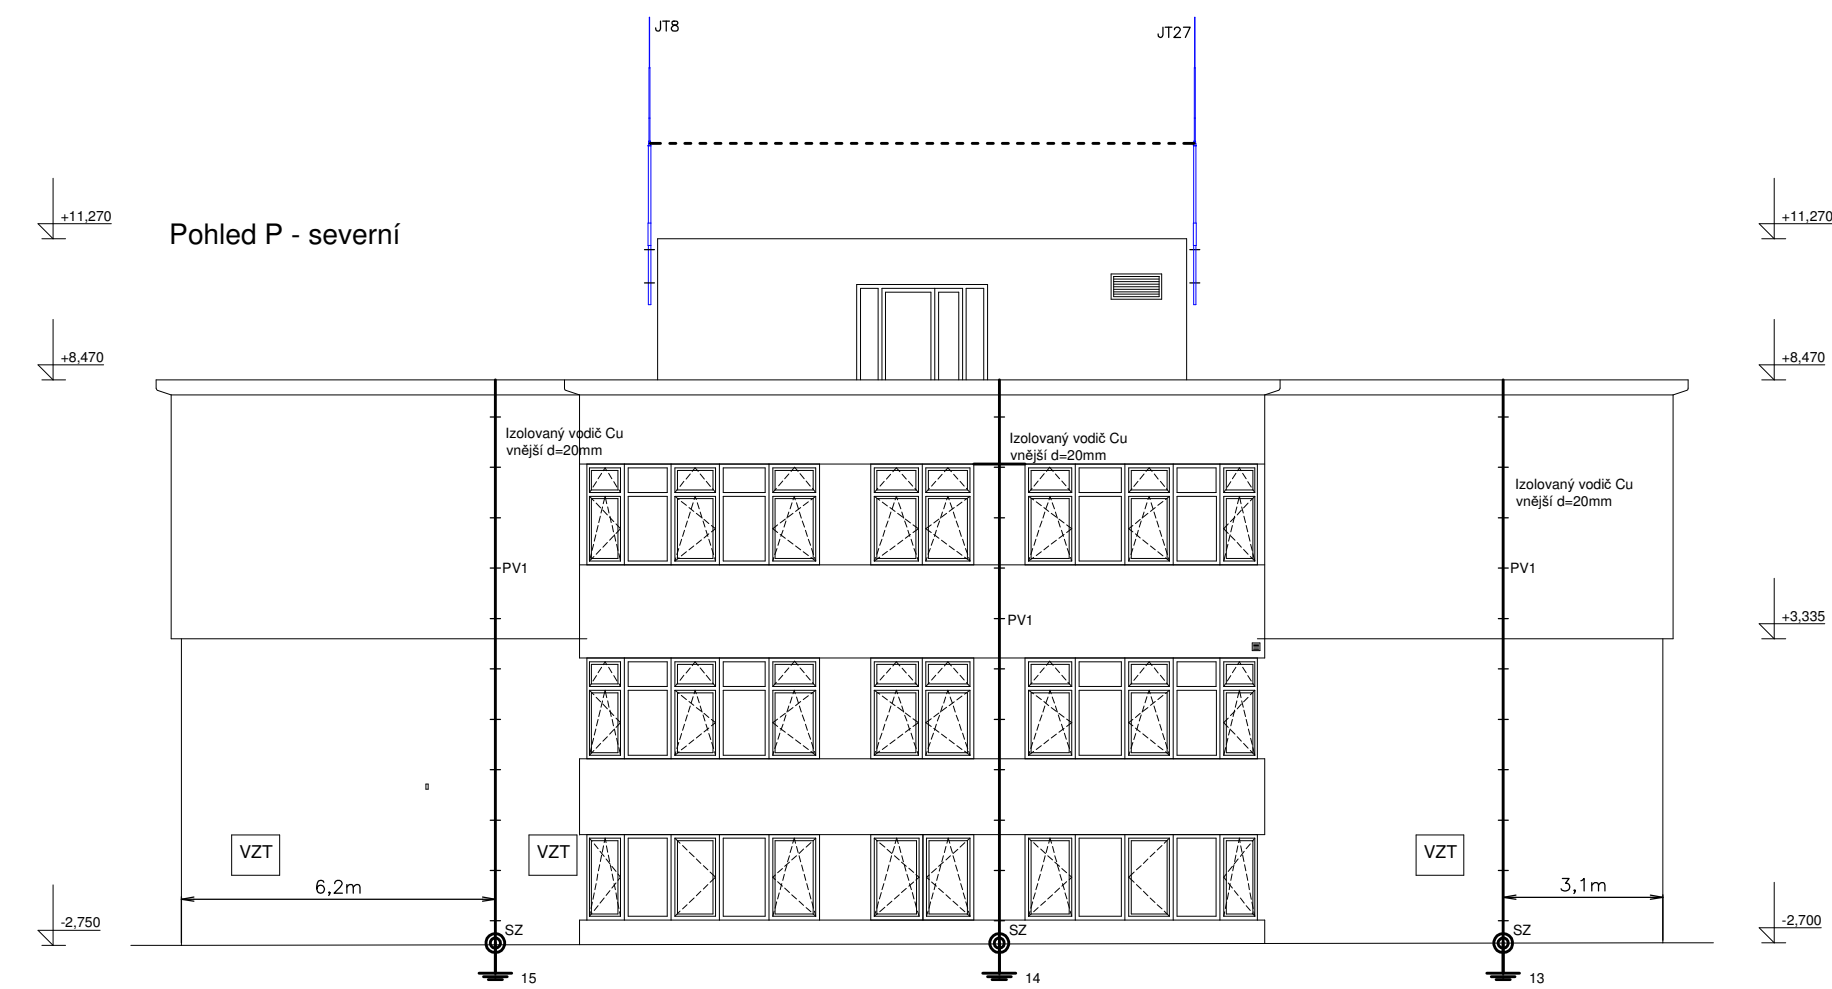 JT8
JT27
+11,270
Pohled P - severní
+11,270
+8,470
+8,470
Izolovaný vodič Cu
vnější d=20mm
Izolovaný vodič Cu
vnější d=20mm
Izolovaný vodič Cu
vnější d=20mm
PV1
PV1
PV1
+3,335
VZT
VZT
VZT
6,2m
3,1m
-2,750
SZ
SZ
SZ
-2,700
15
14
13